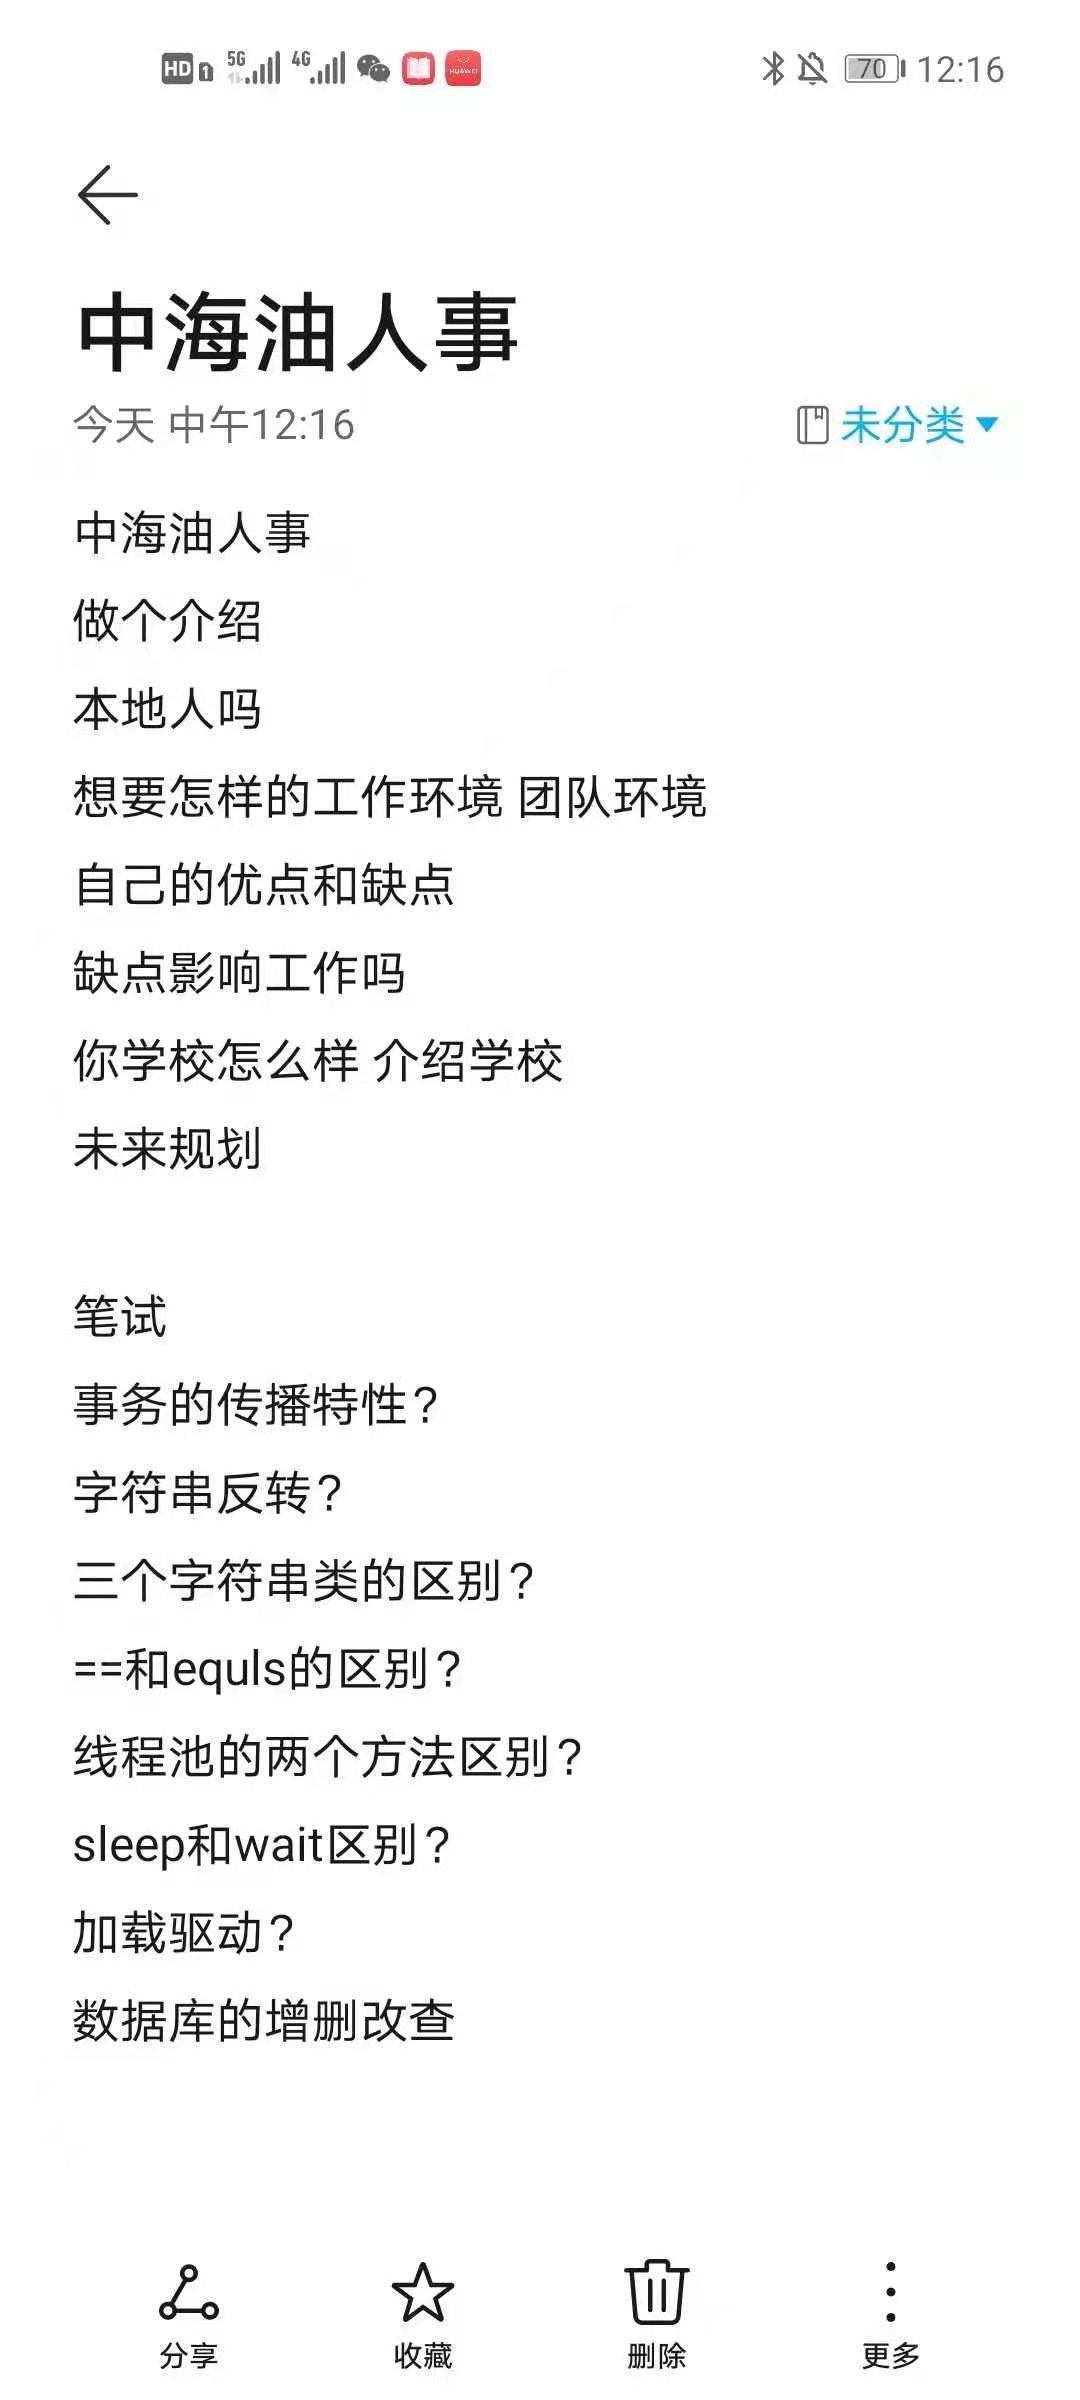 HD 1 5G 4G HUAWEI 70 12:16
中海油人事
今天 中午12:16 未分类
中海油人事
做个介绍
本地人吗
想要怎样的工作环境 团队环境
自己的优点和缺点
缺点影响工作吗
你学校怎么样 介绍学校
未来规划
笔试
事务的传播特性?
字符串反转?
三个字符串类的区别?
==和equls的区别?
线程池的两个方法区别?
sleep和wait区别?
加载驱动?
数据库的增删改查
分享 收藏 删除 更多